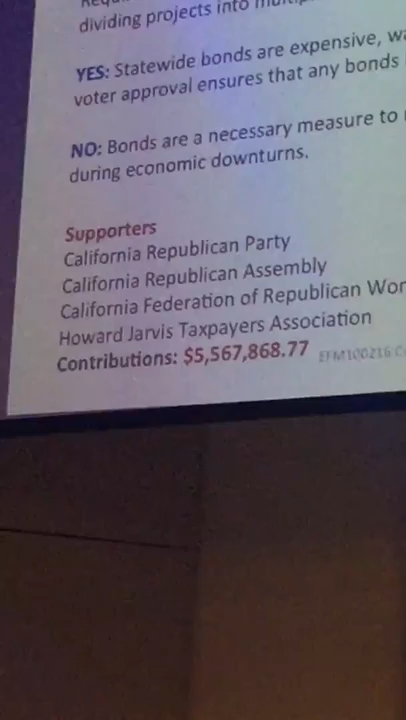 dividing projects into
YES: Statewide bonds are expensive,
voter approval ensures that any bonds
NO: Bonds are a necessary measure to
during economic downturns.
Supporters
California Republican Party
California Republican Assembly
California Federation of Republican
Howard Jarvis Taxpayers Association
Contributions: $5,567,868.77 EFM100216